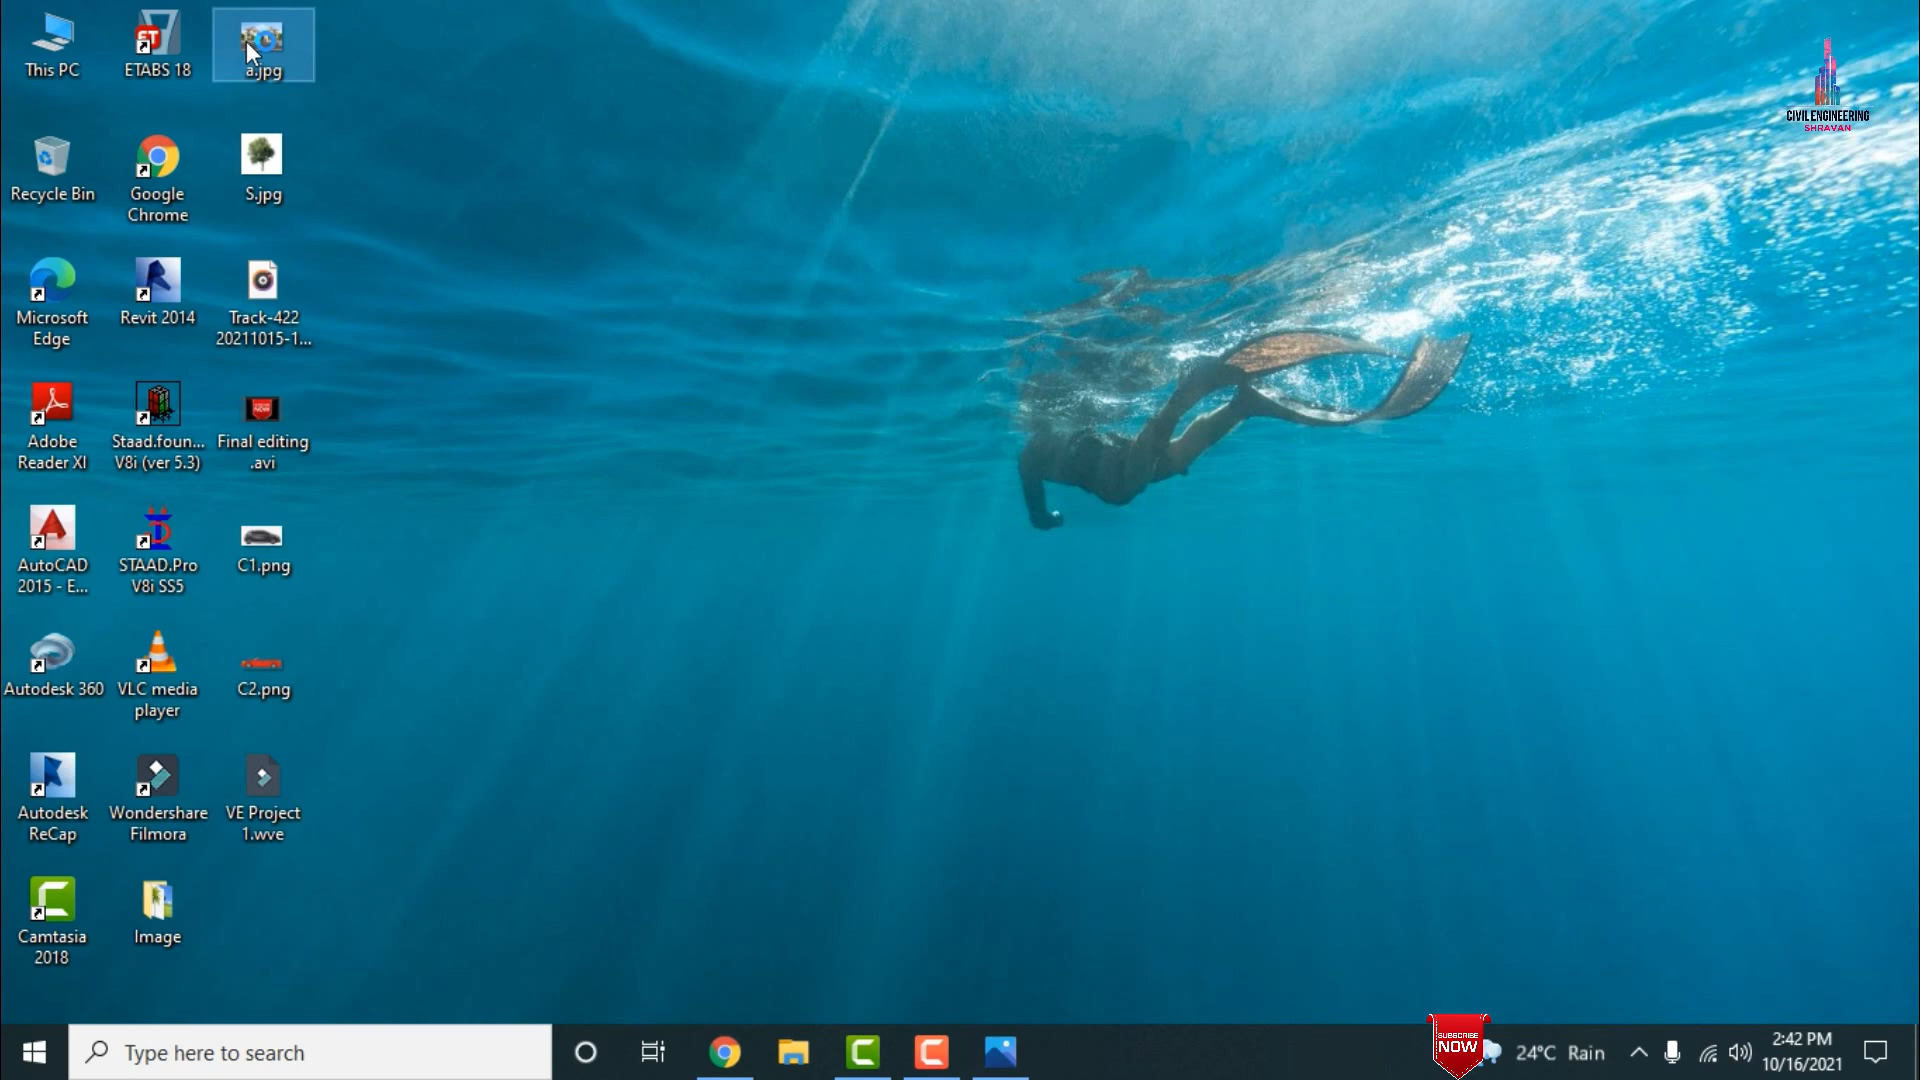 This PC
ETABS 18
a.jpg
Recycle Bin
Google
Chrome
S.jpg
Microsoft
Edge
Revit 2014
Track-422
20211015-1...
Adobe
Reader XI
Staad.foun...
V8i (ver 5.3)
Final editing
.avi
AutoCAD
2015 - E...
STAAD.Pro
V8i SS5
C1.png
Autodesk 360
VLC media
player
C2.png
Autodesk
ReCap
Wondershare
Filmora
VE Project
1.wve
Camtasia
2018
Image
CIVIL ENGINEERING
SHRAVAN
ET
NOW
Type here to search
SUBSCRIBE
NOW
24°C Rain
2:42 PM
10/16/2021